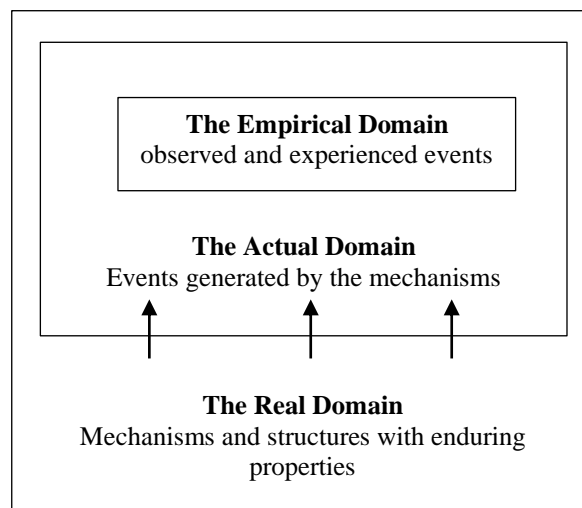 The Empirical Domain
observed and experienced events
The Actual Domain
Events generated by the mechanisms
The Real Domain
Mechanisms and structures with enduring
properties